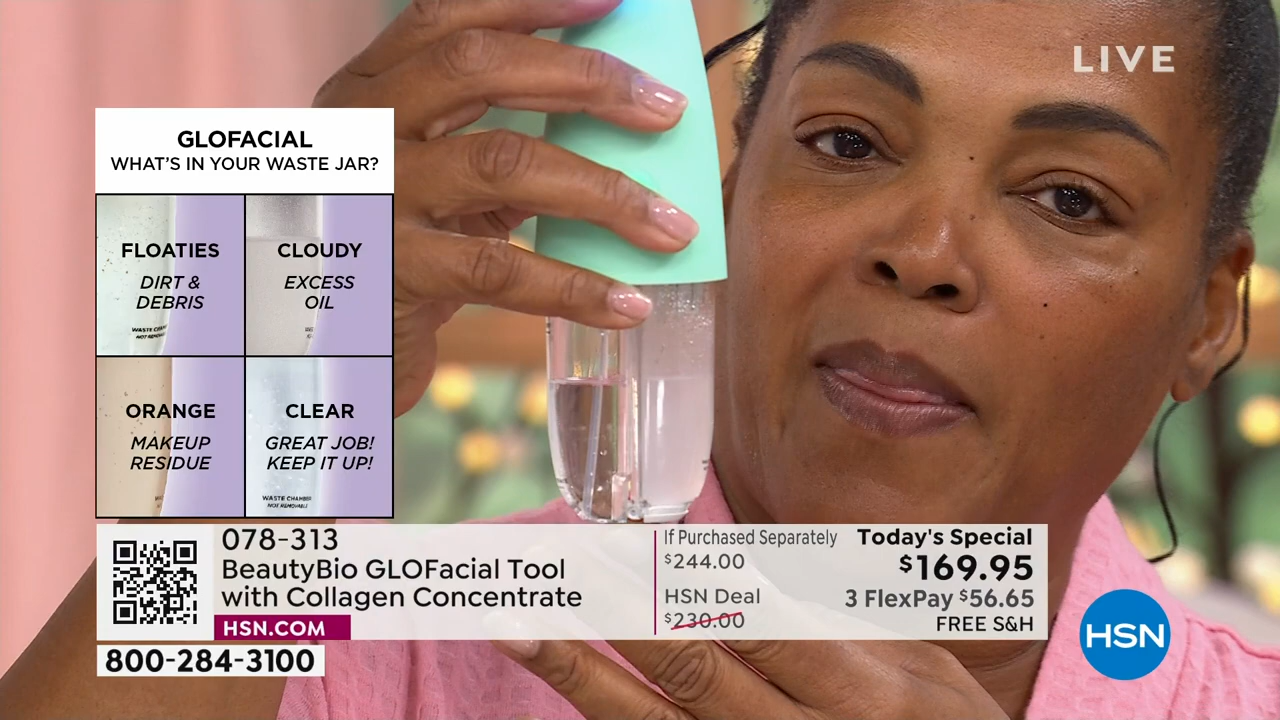 LIVE
GLOFACIAL
WHAT'S IN YOUR WASTE JAR?
FLOATIES
DIRT &
DEBRIS
CLOUDY
EXCESS
OIL
ORANGE
MAKEUP
RESIDUE
CLEAR
GREAT JOB!
KEEP IT UP!
WASTE CHAMBER
NOT REMOVABLE
078-313
BeautyBio GLOFacial Tool
with Collagen Concentrate
HSN.COM
800-284-3100
If Purchased Separately
$244.00
HSN Deal
$230.00
Today's Special
$169.95
3 FlexPay $56.65
FREE S&H
HSN